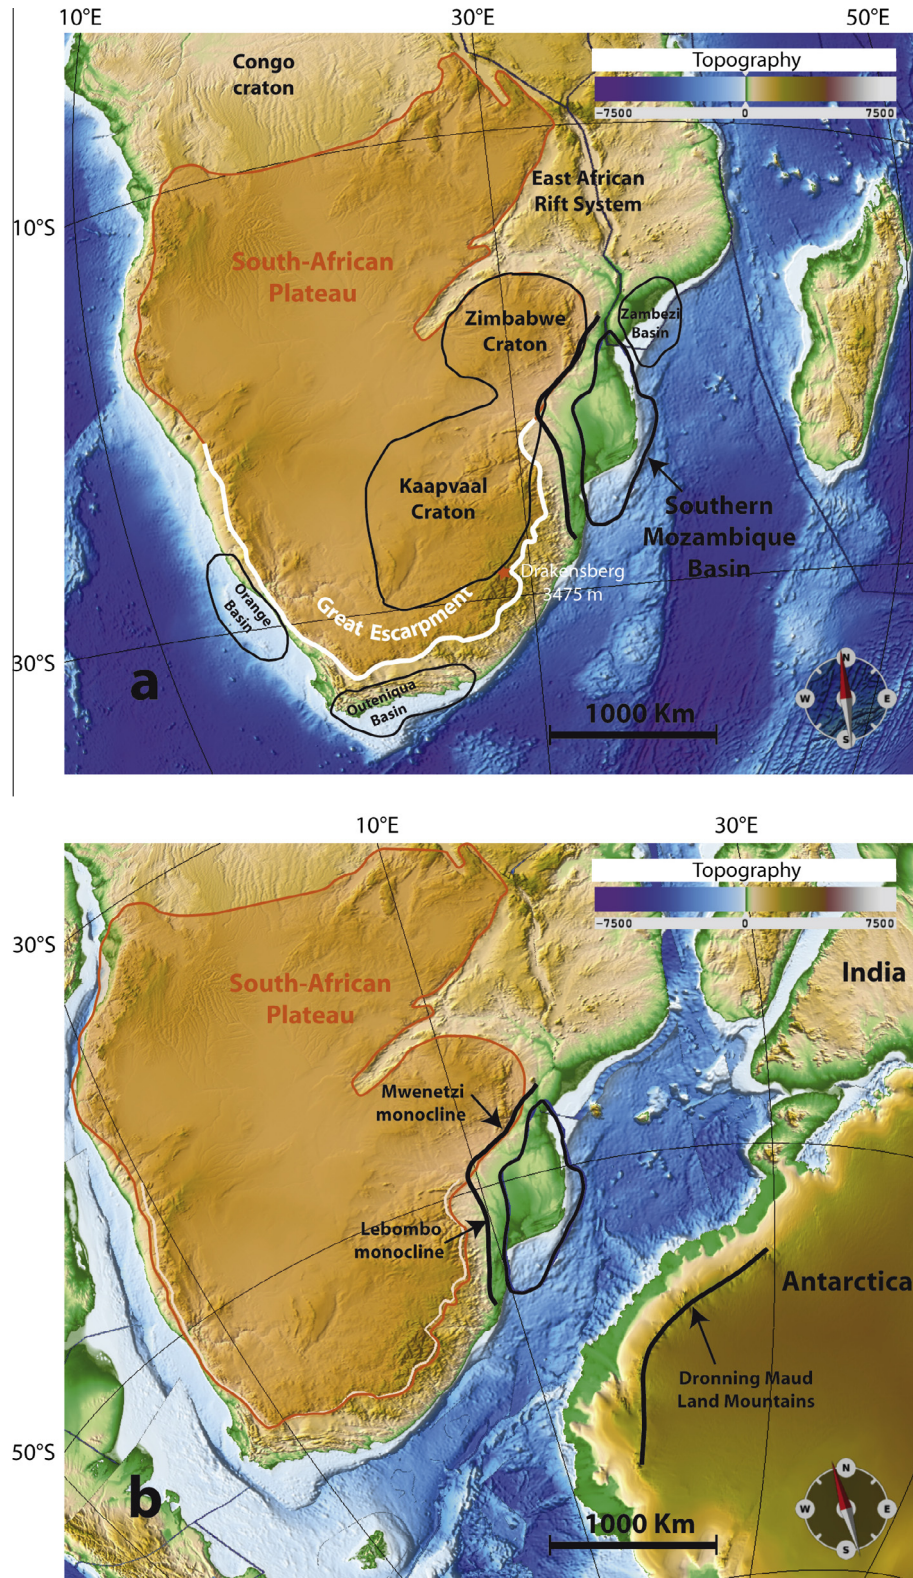 10°E
30°E
50°E
Congo
craton
Topography
−7500
0
7500
East African
Rift System
10°S
South-African
Plateau
Zimbabwe
Craton
Zambezi
Basin
Kaapvaal
Craton
Southern
Mozambique
Basin
Drakensberg
3475 m
Great Escarpment
Orange
Basin
30°S
a
Outeniqua
Basin
1000 Km
N
W
E
S
10°E
30°E
Topography
−7500
0
7500
30°S
India
South-African
Plateau
Mwenetzi
monocline
Lebombo
monocline
Antarctica
Dronning Maud
Land Mountains
50°S
b
1000 Km
N
W
E
S